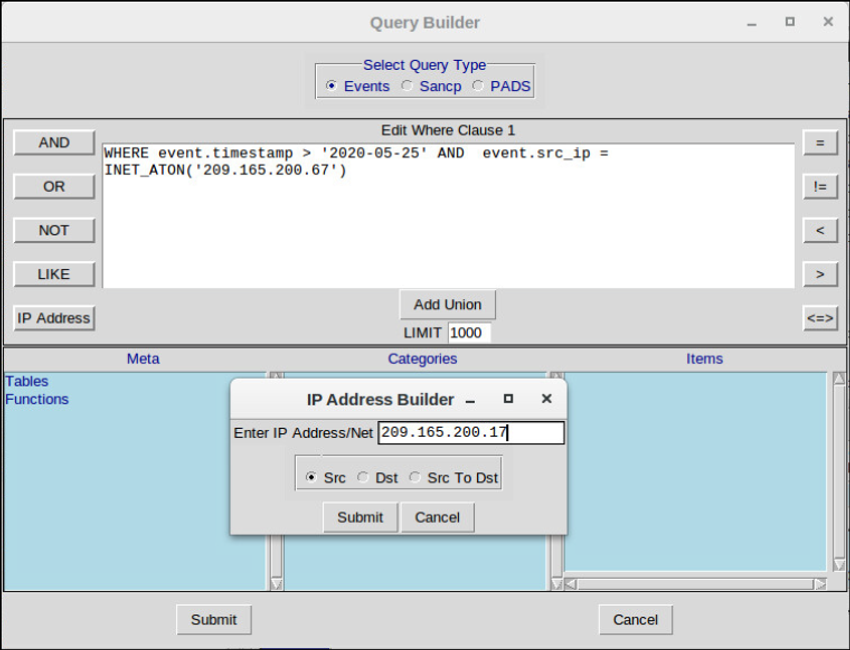 Query Builder
Select Query Type
Events Sancp PADS
Edit Where Clause 1
AND
OR
NOT
LIKE
IP Address
WHERE event.timestamp > '2020-05-25' AND  event.src_ip =
INET_ATON('209.165.200.67')
=
!=
<
>
<=>
Add Union
LIMIT 1000
Meta Categories Items
Tables
Functions
IP Address Builder
Enter IP Address/Net 209.165.200.17
Src Dst Src To Dst
Submit Cancel
Submit Cancel